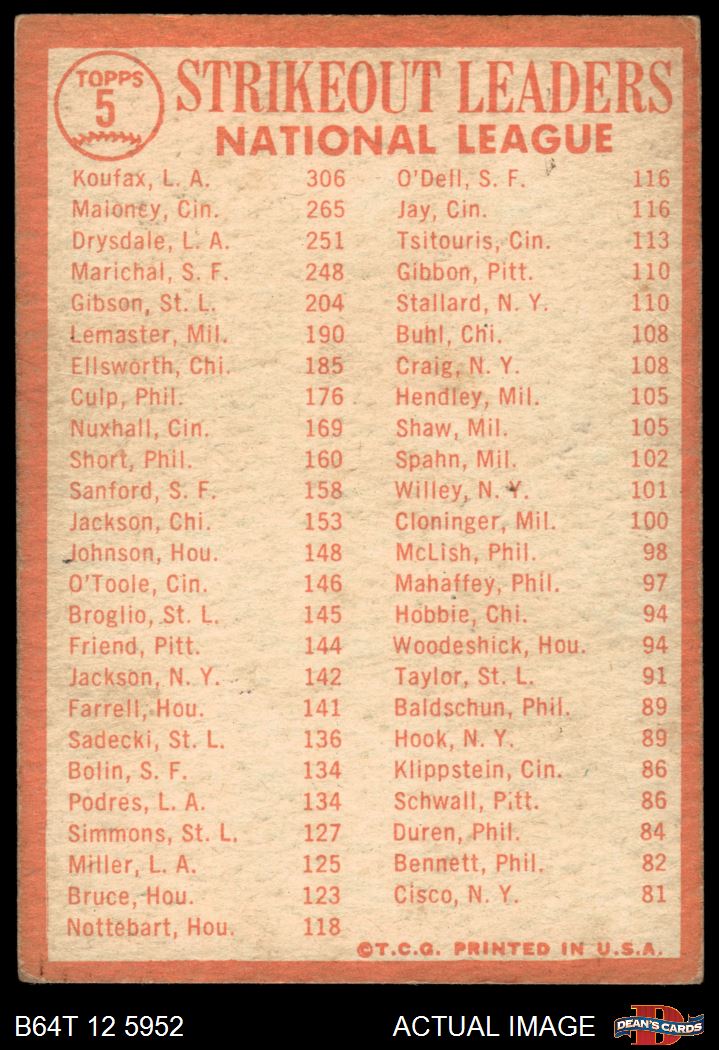 TOPPS
5
STRIKEOUT LEADERS
NATIONAL LEAGUE
Koufax, L. A. 306
Maloney, Cin. 265
Drysdale, L. A. 251
Marichal, S. F. 248
Gibson, St. L. 204
Lemaster, Mil. 190
Ellsworth, Chi. 185
Culp, Phil. 176
Nuxhall, Cin. 169
Short, Phil. 160
Sanford, S. F. 158
Jackson, Chi. 153
Johnson, Hou. 148
O'Toole, Cin. 146
Broglio, St. L. 145
Friend, Pitt. 144
Jackson, N. Y. 142
Farrell, Hou. 141
Sadecki, St. L. 136
Bolin, S. F. 134
Podres, L. A. 134
Simmons, St. L. 127
Miller, L. A. 125
Bruce, Hou. 123
Nottebart, Hou. 118
O'Dell, S. F. 116
Jay, Cin. 116
Tsitouris, Cin. 113
Gibbon, Pitt. 110
Stallard, N. Y. 110
Buhl, Chi. 108
Craig, N. Y. 108
Hendley, Mil. 105
Shaw, Mil. 105
Spahn, Mil. 102
Willey, N. Y. 101
Cloninger, Mil. 100
McLish, Phil. 98
Mahaffey, Phil. 97
Hobbie, Chi. 94
Woodeshick, Hou. 94
Taylor, St. L. 91
Baldschun, Phil. 89
Hook, N. Y. 89
Klippstein, Cin. 86
Schwall, Pitt. 86
Duren, Phil. 84
Bennett, Phil. 82
Cisco, N. Y. 81
©T.C.G. PRINTED IN U.S.A.
B64T 12 5952
ACTUAL IMAGE
D
DEAN'S CARDS